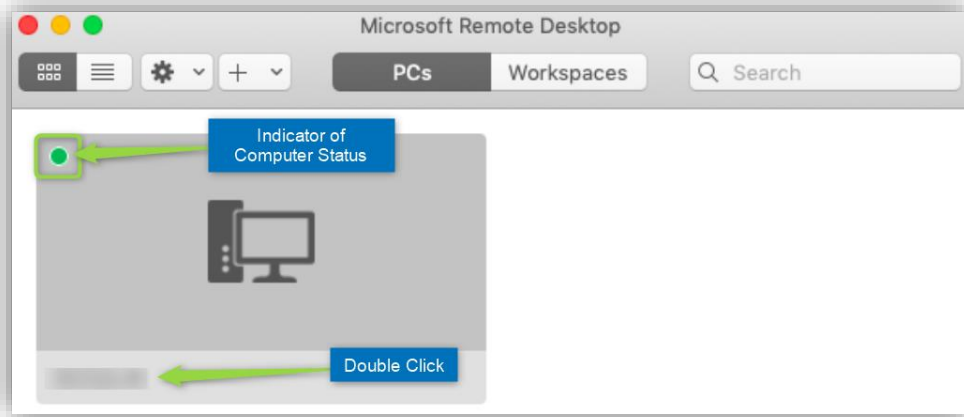 Microsoft Remote Desktop
PCs Workspaces Search
Indicator of
Computer Status
Double Click